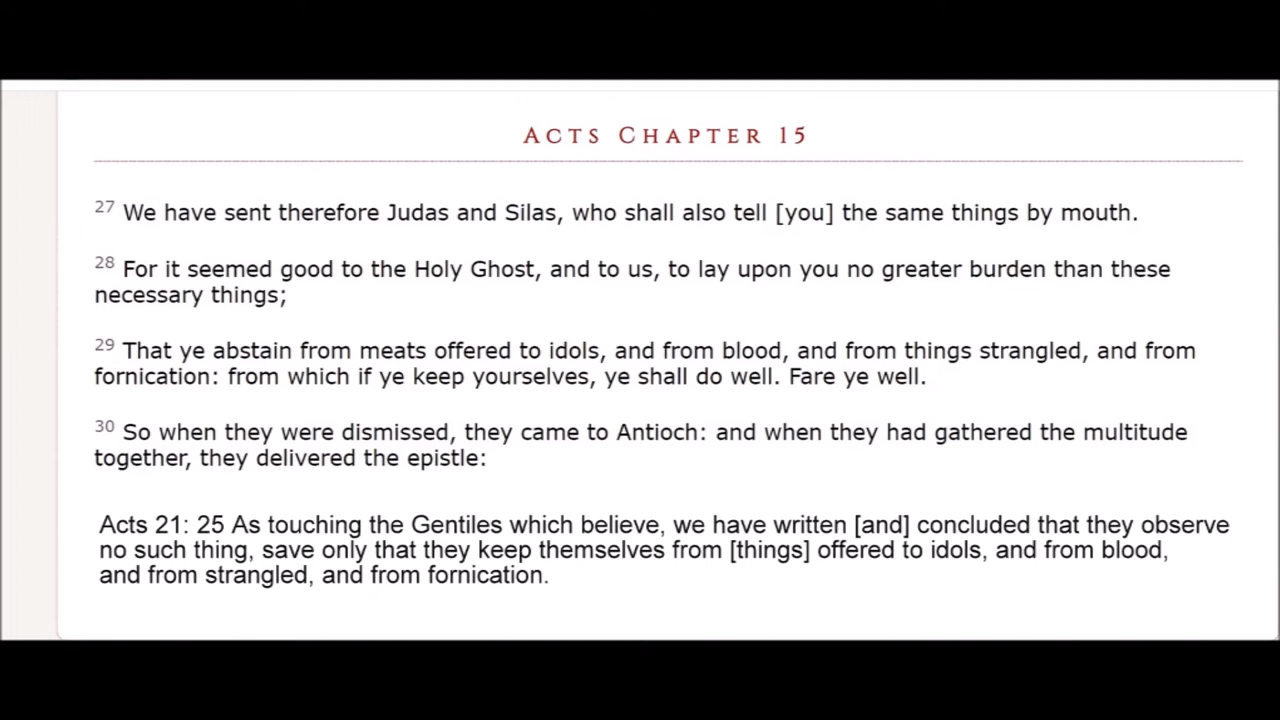 Acts Chapter 15
27 We have sent therefore Judas and Silas, who shall also tell [you] the same things by mouth.
28 For it seemed good to the Holy Ghost, and to us, to lay upon you no greater burden than these
necessary things;
29 That ye abstain from meats offered to idols, and from blood, and from things strangled, and from
fornication: from which if ye keep yourselves, ye shall do well. Fare ye well.
30 So when they were dismissed, they came to Antioch: and when they had gathered the multitude
together, they delivered the epistle:
Acts 21: 25 As touching the Gentiles which believe, we have written [and] concluded that they observe
no such thing, save only that they keep themselves from [things] offered to idols, and from blood,
and from strangled, and from fornication.